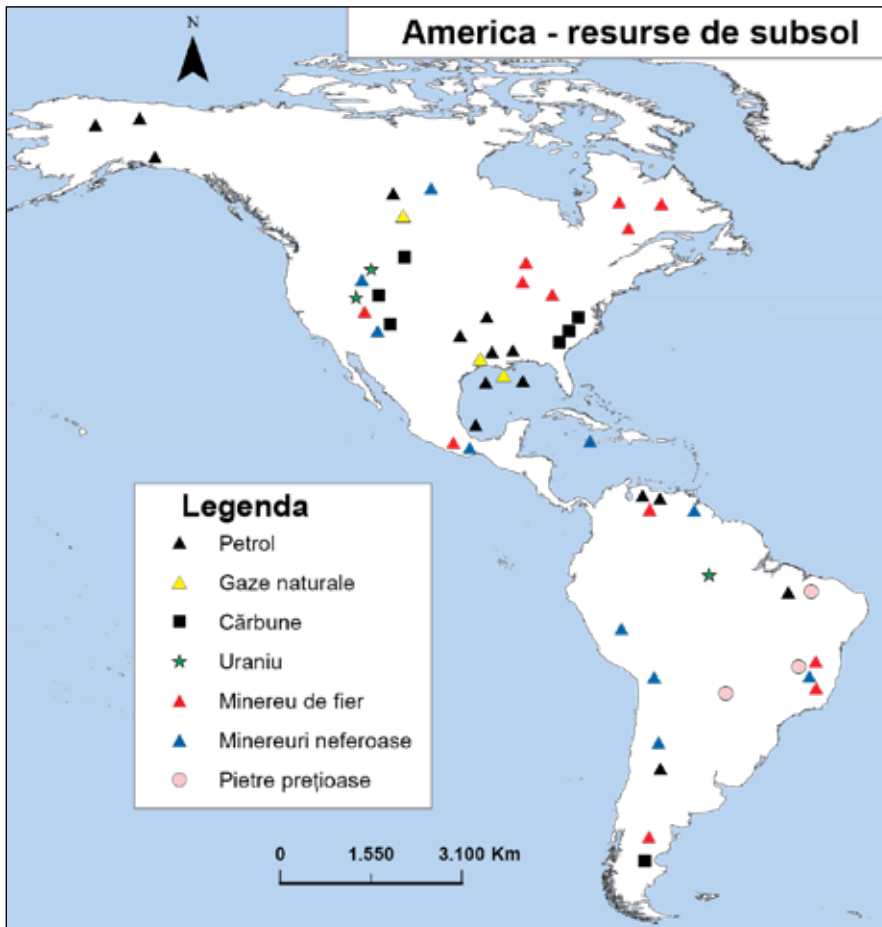 America - resurse de subsol
N
Legenda
Petrol
Gaze naturale
Cărbune
Uraniu
Minereu de fier
Minereuri neferoase
Pietre prețioase
0 1.550 3.100 Km